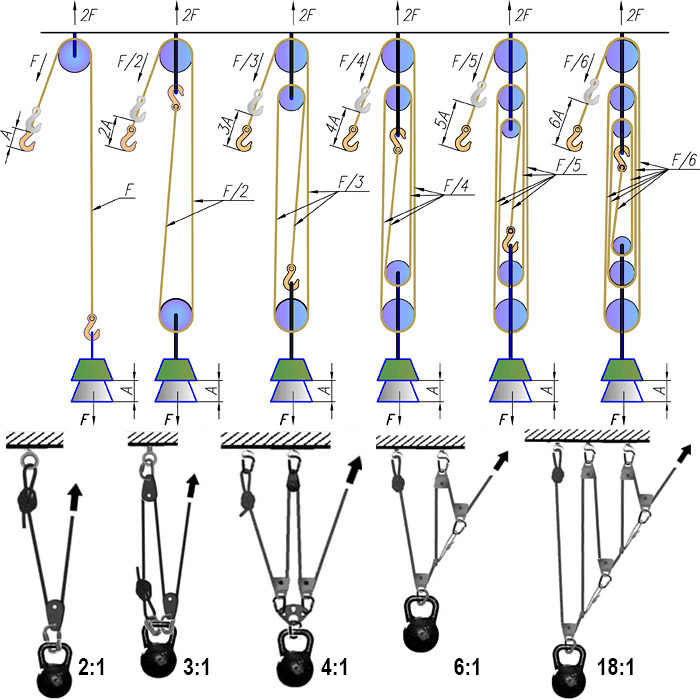 2F 2F 2F 2F 2F 2F
F F/2 F/3 F/4 F/5 F/6
A 2A 3A 4A 5A 6A
F F/2 F/3 F/4 F/5 F/6
A A A A A A
F F F F F F
2:1 3:1 4:1 6:1 18:1